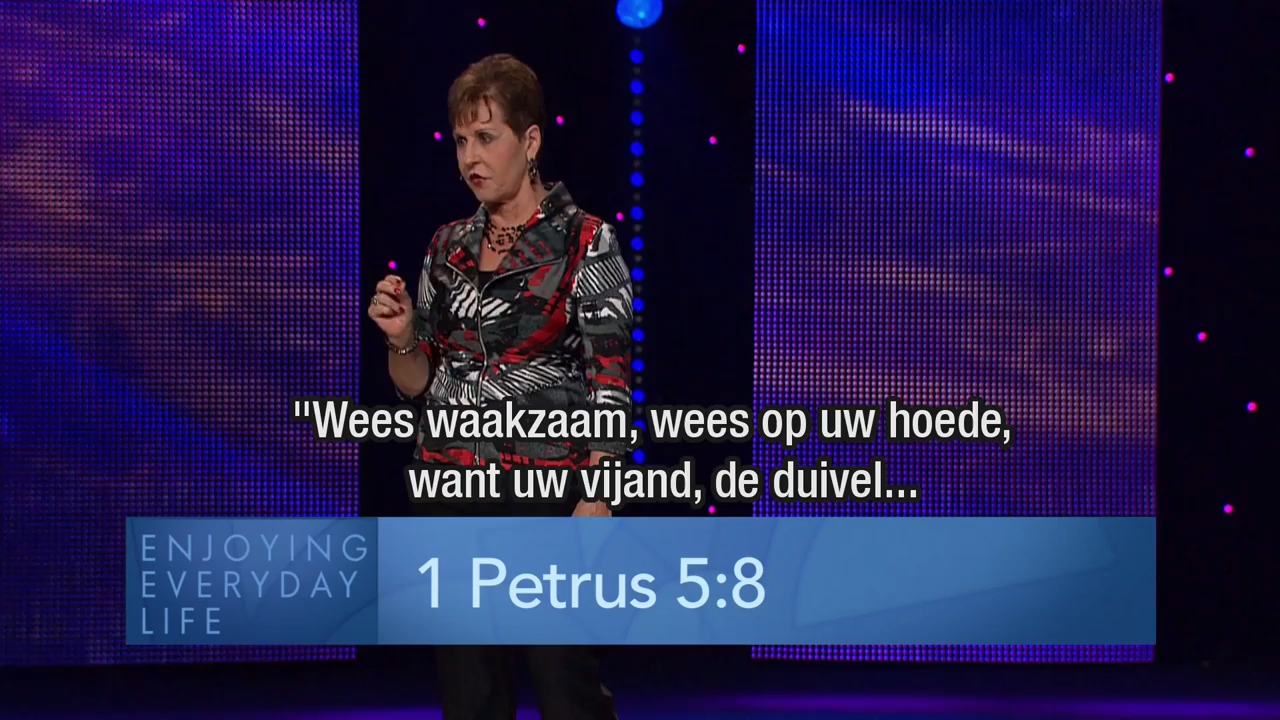 "Wees waakzaam, wees op uw hoede,
want uw vijand, de duivel...
ENJOYING
EVERYDAY
LIFE
1 Petrus 5:8